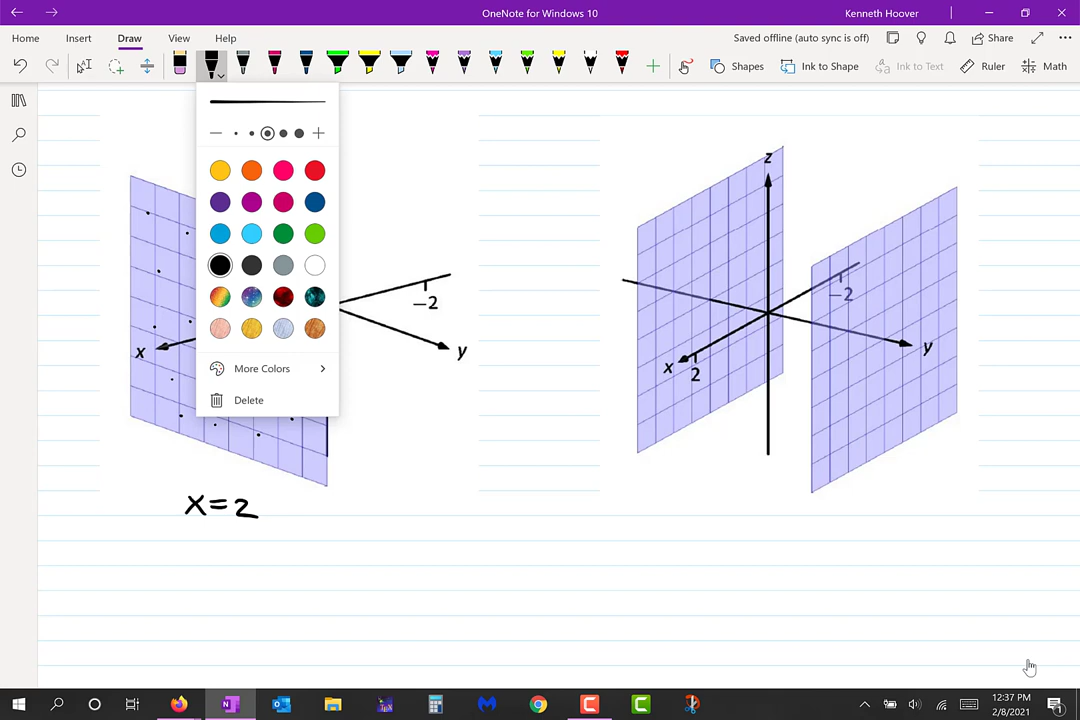 OneNote for Windows 10
Kenneth Hoover
Home Insert Draw View Help
Saved offline (auto sync is off)
Share
Shapes
Ink to Shape
Ink to Text
Ruler
Math
More Colors
Delete
x
−2
y
x=2
z
−2
x
2
y
12:37 PM
2/8/2021
1